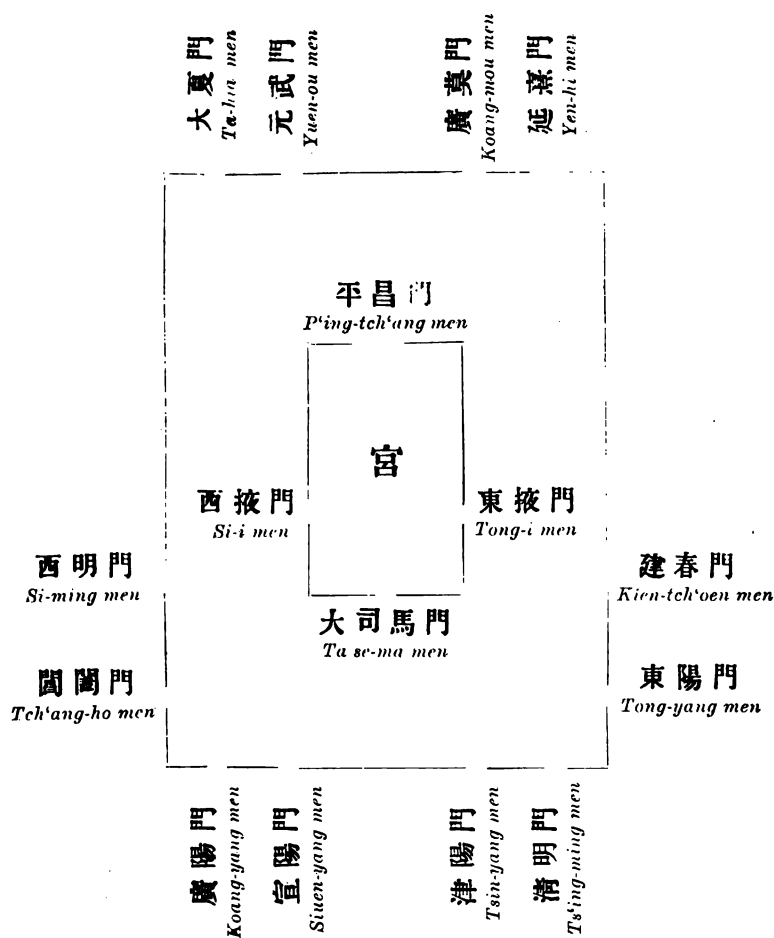 大夏門
Ta-hia men
元武門
Yuen-ou men
廣莫門
Koang-mou men
延熹門
Yen-hi men
平昌門
P‘ing-tch‘ang men
宮
西掖門
Si-i men
東掖門
Tong-i men
西明門
Si-ming men
建春門
Kien-tch‘oen men
大司馬門
Ta se-ma men
閶闔門
Tch‘ang-ho men
東陽門
Tong-yang men
廣陽門
Koang-yang men
宣陽門
Siuen-yang men
津陽門
Tsin-yang men
清明門
Ts‘ing-ming men